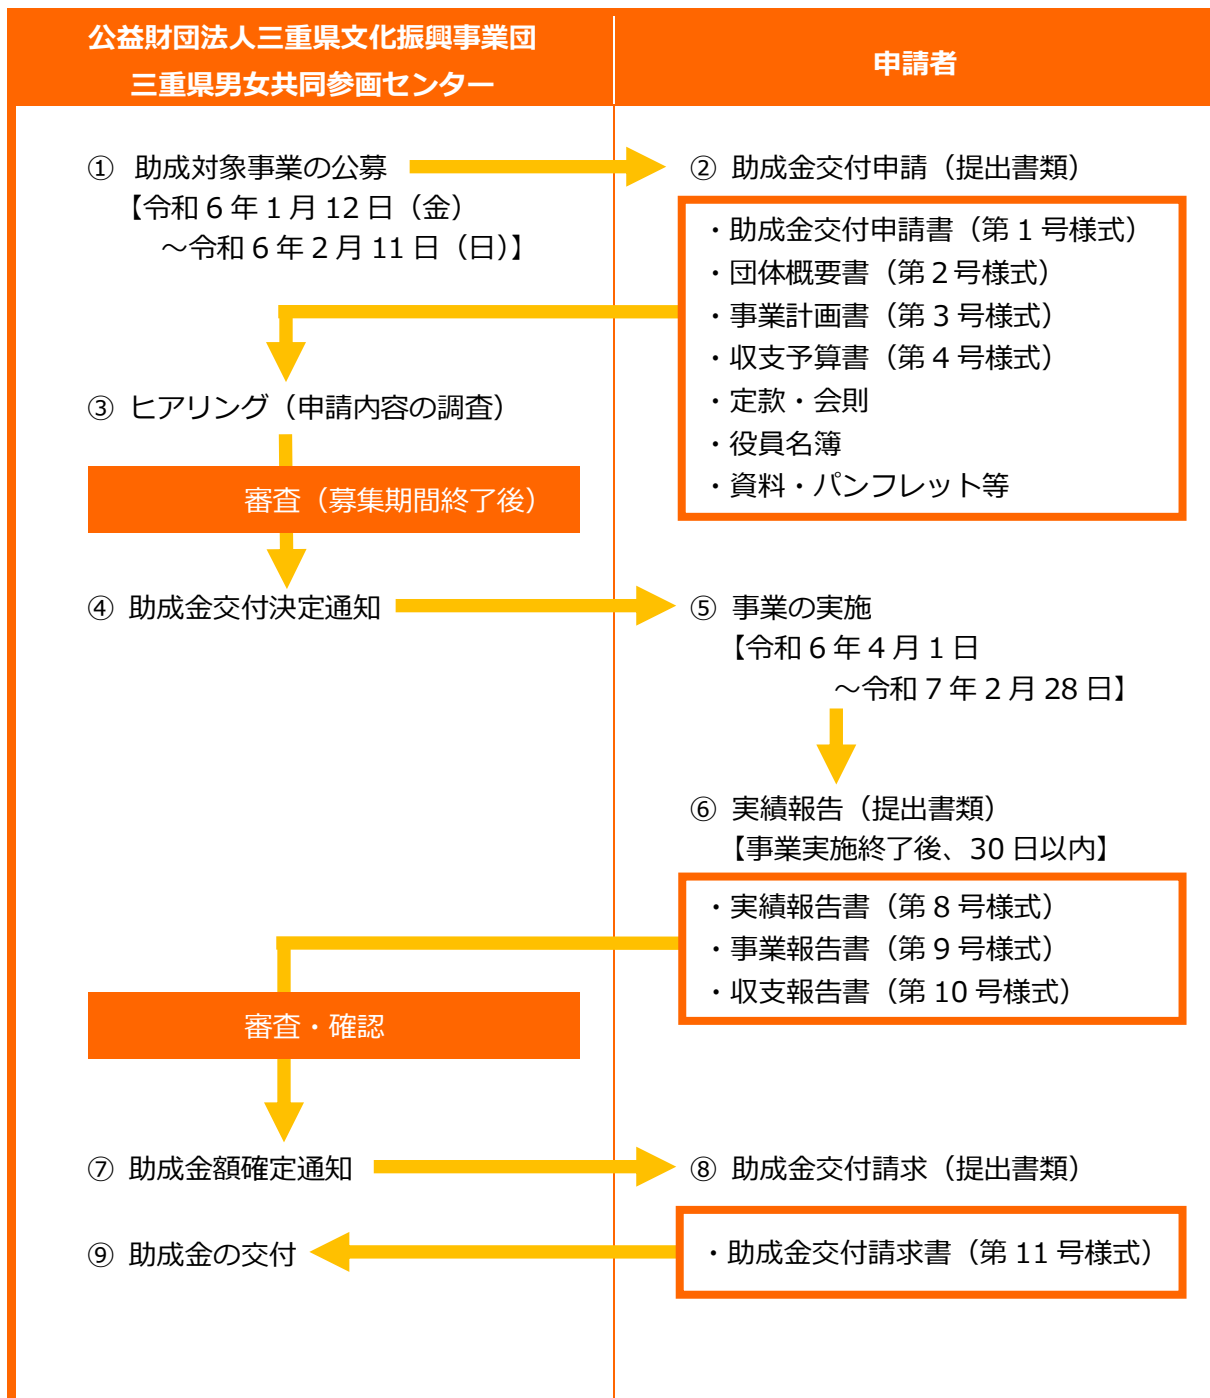 公益財団法人三重県文化振興事業団
三重県男女共同参画センター
申請者
① 助成対象事業の公募
【令和6年1月12日（金）
～令和6年2月11日（日）】
② 助成金交付申請（提出書類）
・助成金交付申請書（第1号様式）
・団体概要書（第2号様式）
・事業計画書（第3号様式）
・収支予算書（第4号様式）
・定款・会則
・役員名簿
・資料・パンフレット等
③ ヒアリング（申請内容の調査）
審査（募集期間終了後）
④ 助成金交付決定通知
⑤ 事業の実施
【令和6年4月1日
～令和7年2月28日】
⑥ 実績報告（提出書類）
【事業実施終了後、30日以内】
・実績報告書（第8号様式）
・事業報告書（第9号様式）
・収支報告書（第10号様式）
審査・確認
⑦ 助成金額確定通知
⑧ 助成金交付請求（提出書類）
・助成金交付請求書（第11号様式）
⑨ 助成金の交付